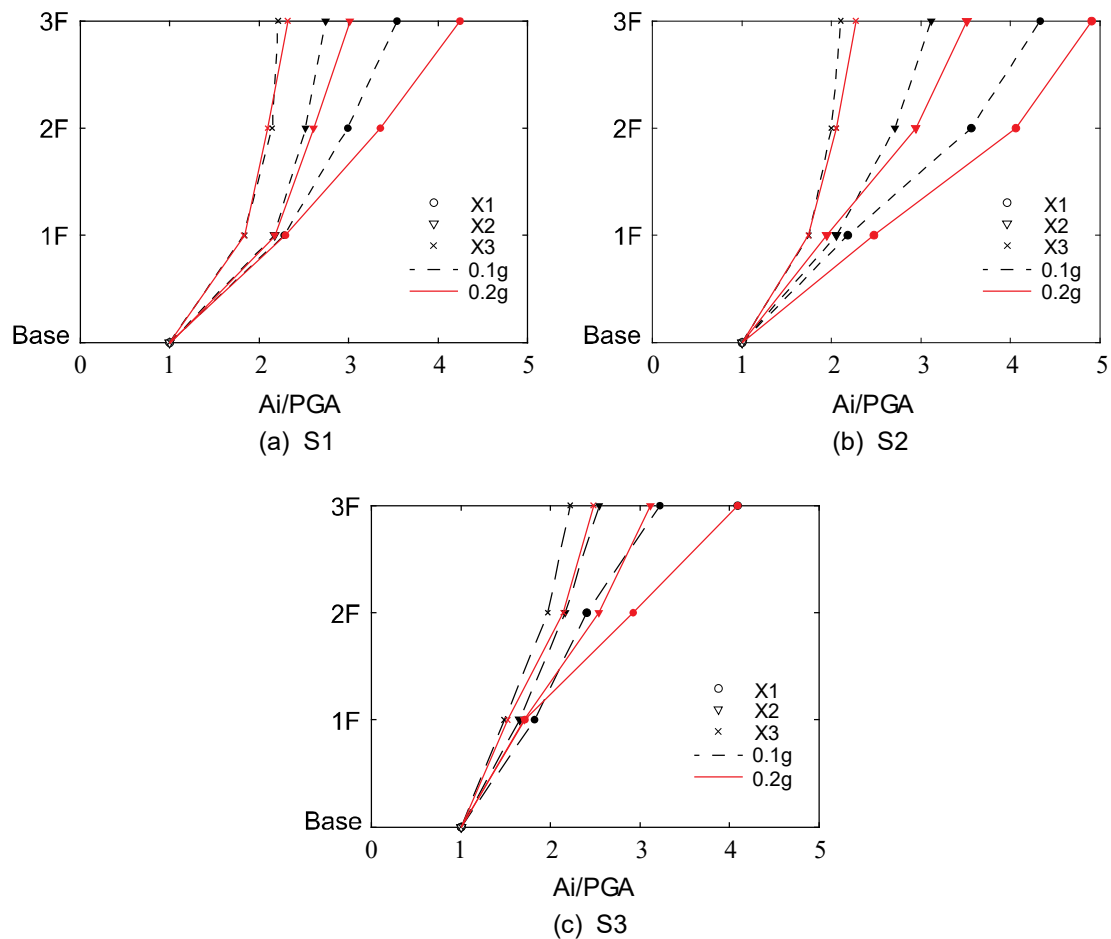 3F
2F
1F
Base
X1
X2
X3
0.1g
0.2g
0 1 2 3 4 5
Ai/PGA
(a) S1
3F
2F
1F
Base
X1
X2
X3
0.1g
0.2g
0 1 2 3 4 5
Ai/PGA
(b) S2
3F
2F
1F
Base
X1
X2
X3
0.1g
0.2g
0 1 2 3 4 5
Ai/PGA
(c) S3